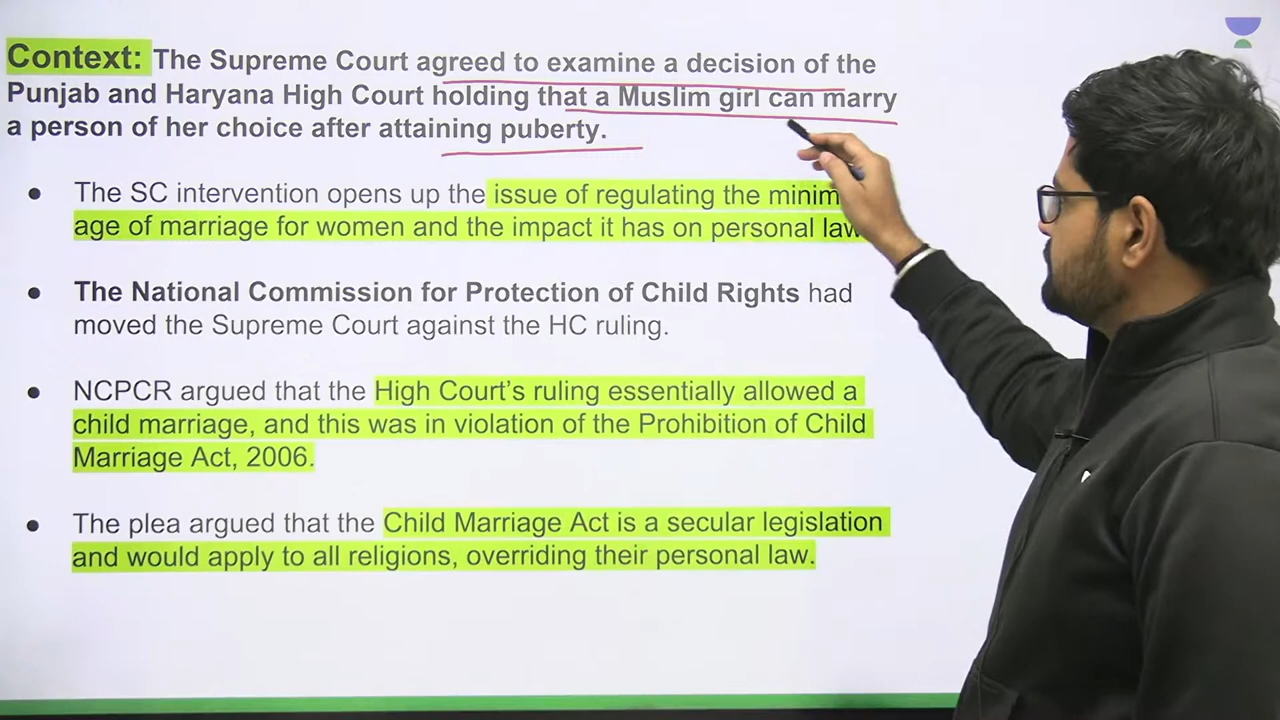 Context: The Supreme Court agreed to examine a decision of the
Punjab and Haryana High Court holding that a Muslim girl can marry
a person of her choice after attaining puberty.
● The SC intervention opens up the issue of regulating the
age of marriage for women and the impact it has on personal
● The National Commission for Protection of Child Rights had
moved the Supreme Court against the HC ruling.
● NCPCR argued that the High Court’s ruling essentially allowed a
child marriage, and this was in violation of the Prohibition of Child
Marriage Act, 2006.
● The plea argued that the Child Marriage Act is a secular legislation
and would apply to all religions, overriding their personal law.